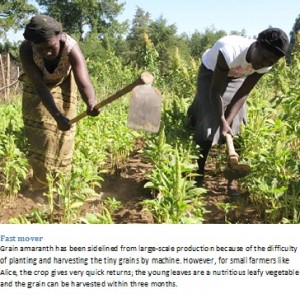 Fast mover
Grain amaranth has been sidelined from large-scale production because of the difficulty
of planting and harvesting the tiny grains by machine. However, for small farmers like
Alice, the crop gives very quick returns; the young leaves are a nutritious leafy vegetable
and the grain can be harvested within three months.